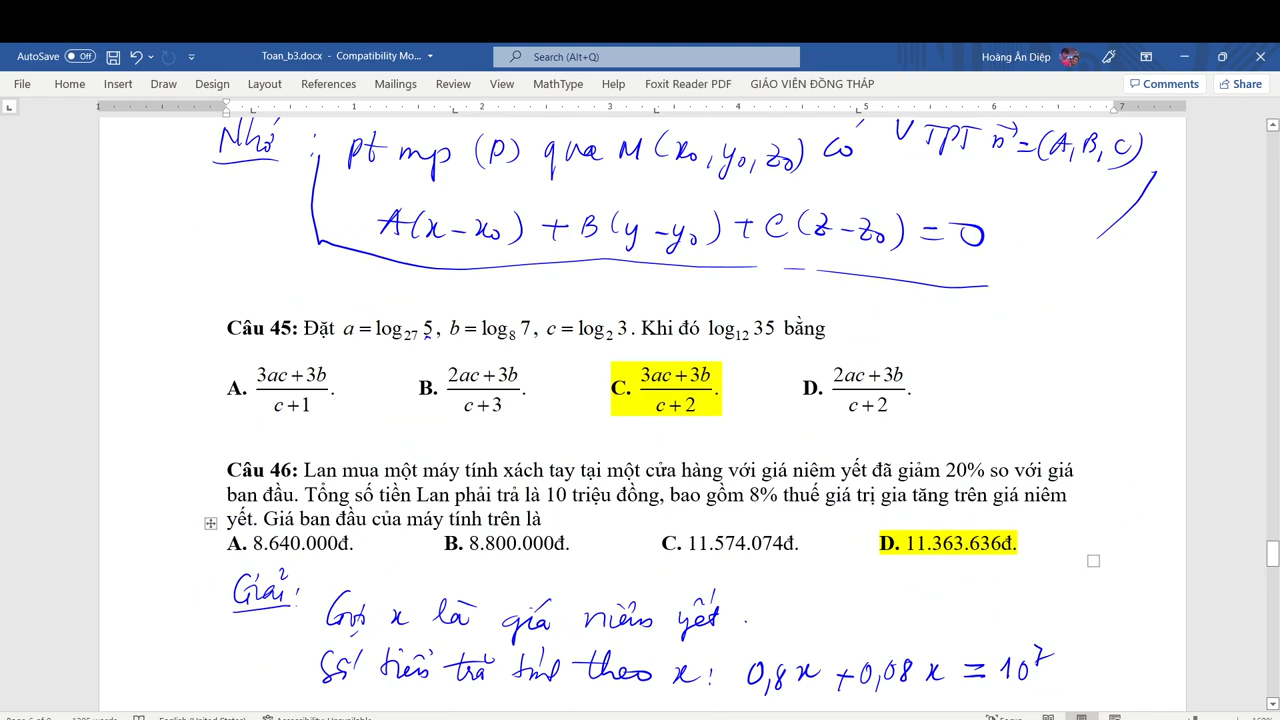 AutoSave Off Toan_b3.docx - Compatibility Mo... Search (Alt+Q) Hoàng Ân Diệp
File Home Insert Draw Design Layout References Mailings Review View MathType Help Foxit Reader PDF GIÁO VIÊN ĐỒNG THÁP Comments Share
1 1 2 3 4 5 6 7
Nhớ : pt mp (P) qua M(x₀, y₀, z₀) có VTPT n⃗ = (A, B, C)
A(x – x₀) + B(y – y₀) + C(z – z₀) = 0
Câu 45: Đặt a = log₂₇ 5, b = log₈ 7, c = log₂ 3. Khi đó log₁₂ 35 bằng
A. (3ac + 3b)/(c + 1). B. (2ac + 3b)/(c + 3). C. (3ac + 3b)/(c + 2). D. (2ac + 3b)/(c + 2).
Câu 46: Lan mua một máy tính xách tay tại một cửa hàng với giá niêm yết đã giảm 20% so với giá
ban đầu. Tổng số tiền Lan phải trả là 10 triệu đồng, bao gồm 8% thuế giá trị gia tăng trên giá niêm
yết. Giá ban đầu của máy tính trên là
A. 8.640.000đ. B. 8.800.000đ. C. 11.574.074đ. D. 11.363.636đ.
Giải:
Gọi x là giá niêm yết.
Số tiền trả tính theo x: 0,8x + 0,08x = 10⁷